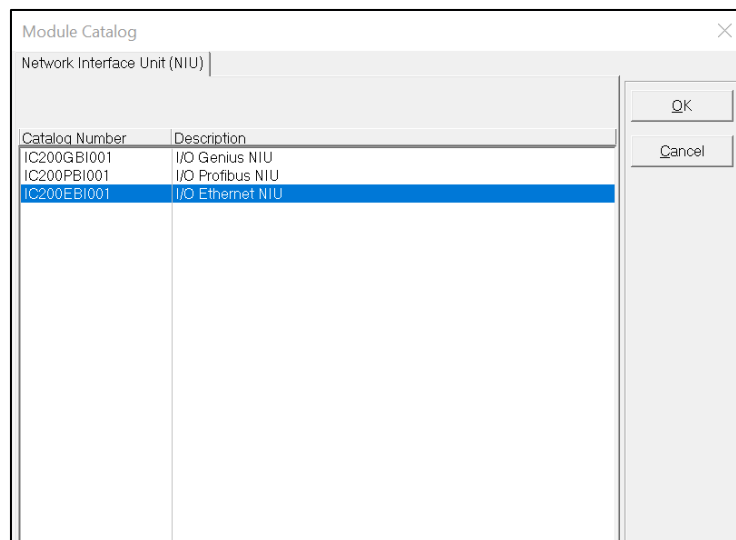 Module Catalog
Network Interface Unit (NIU)
OK
Catalog Number Description
Cancel
IC200GBI001 I/O Genius NIU
IC200PBI001 I/O Profibus NIU
IC200EBI001 I/O Ethernet NIU